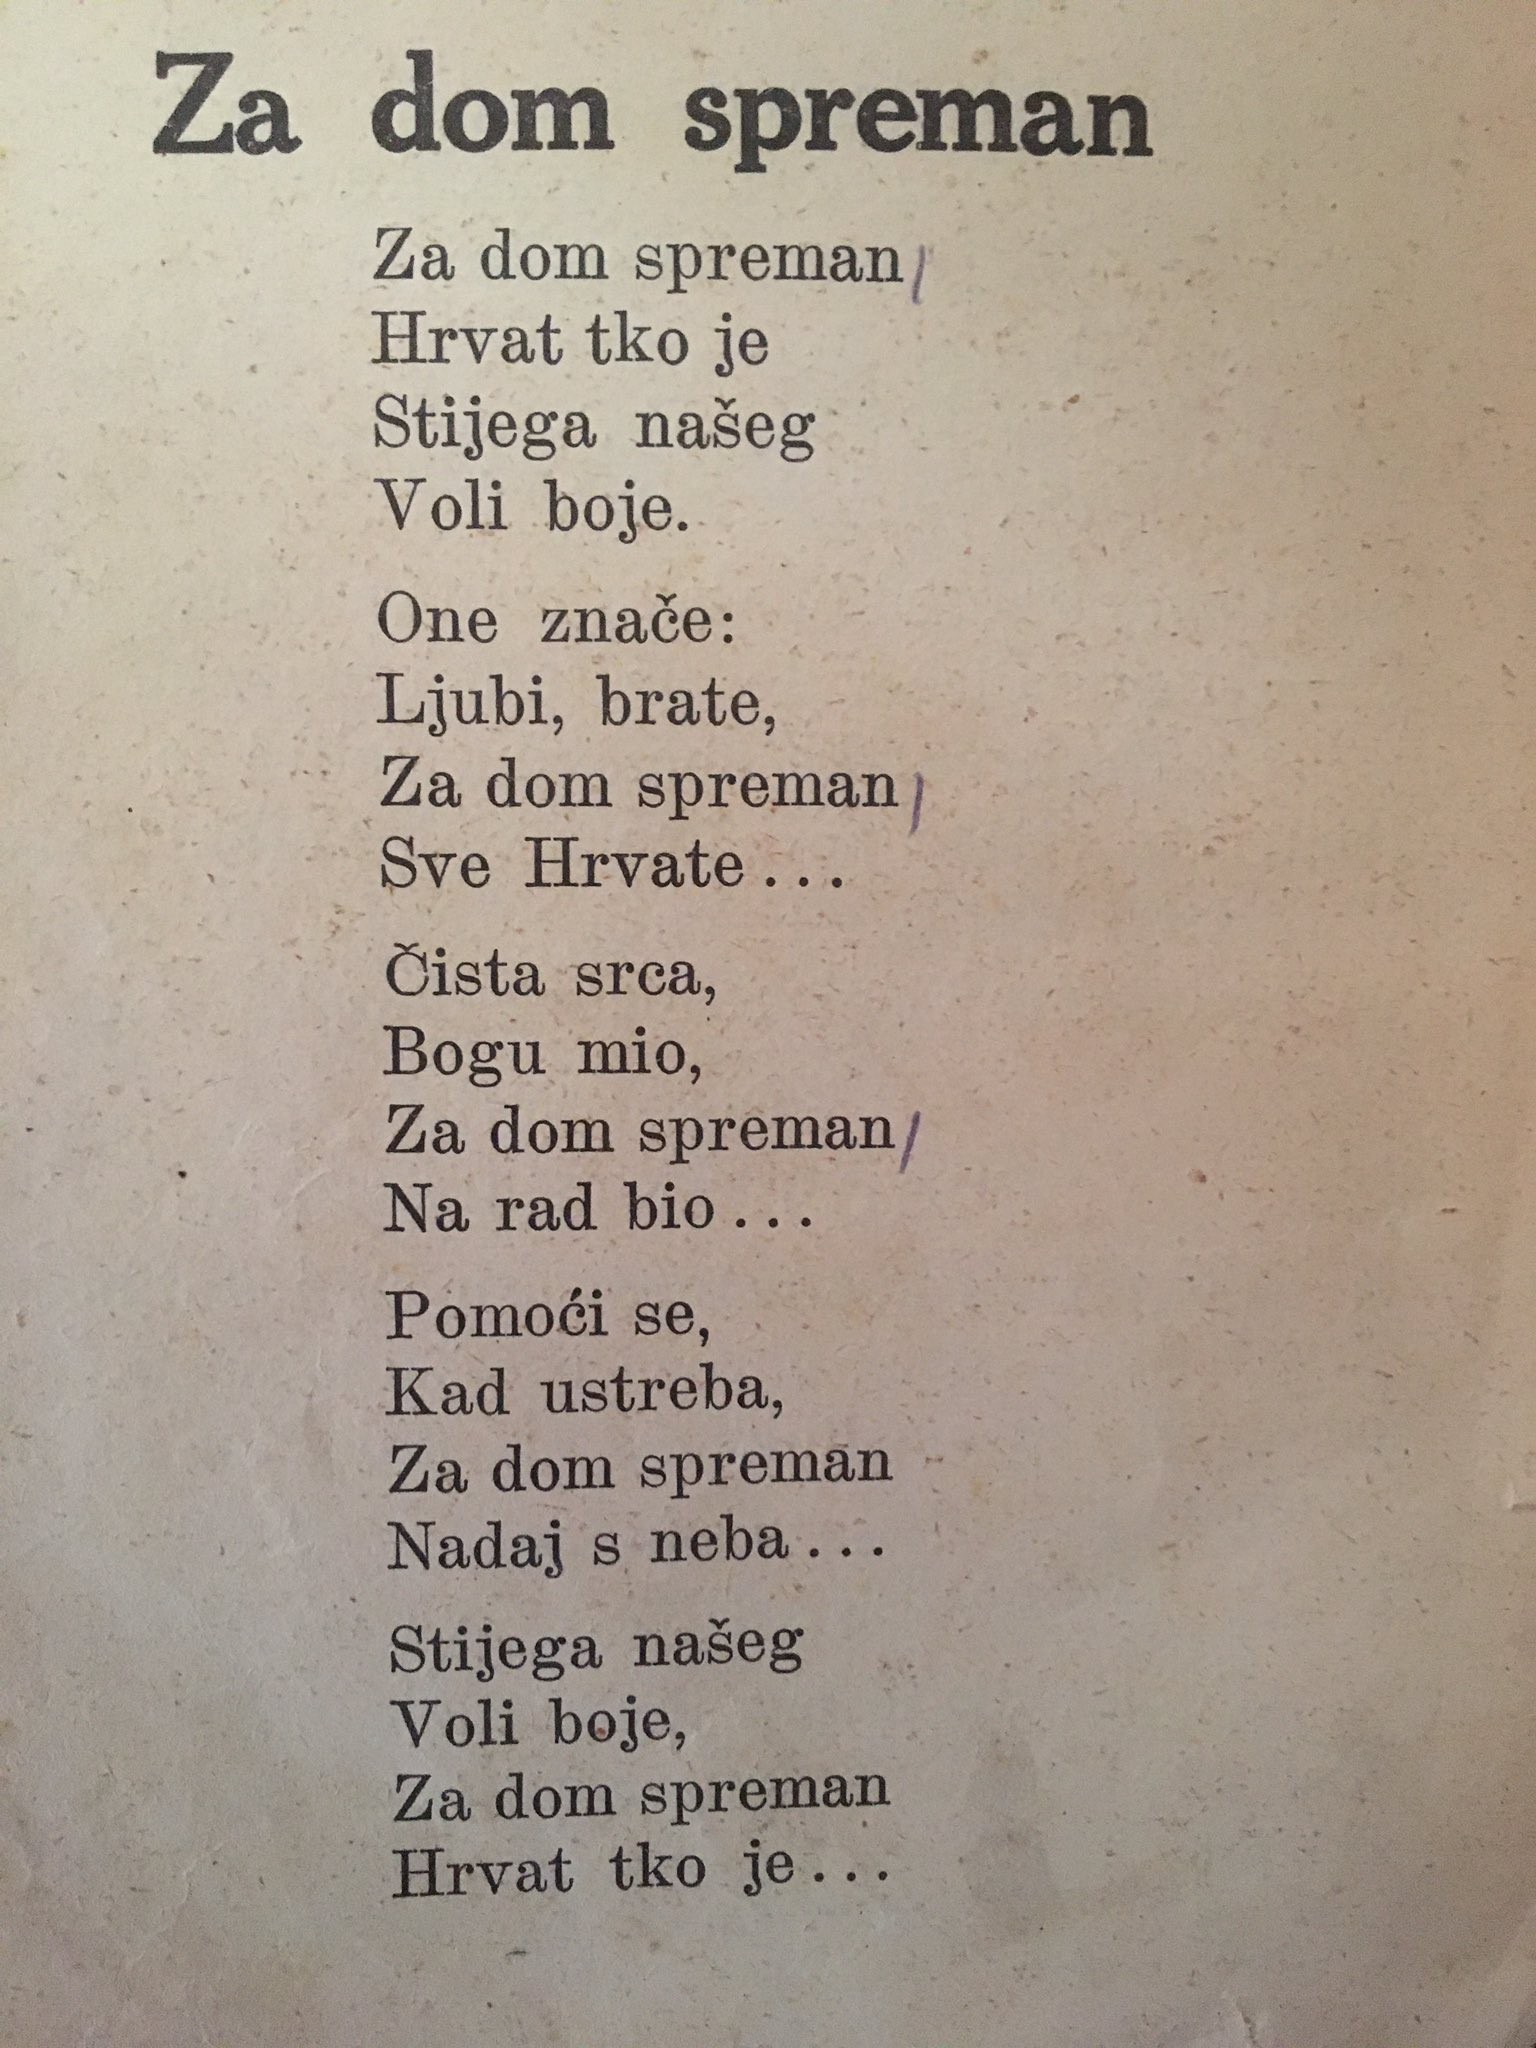 Za dom spreman
Za dom spreman,
Hrvat tko je
Stijega našeg
Voli boje.
One znače:
Ljubi, brate,
Za dom spreman,
Sve Hrvate...
Čista srca,
Bogu mio,
Za dom spreman,
Na rad bio...
Pomoći se,
Kad ustreba,
Za dom spreman
Nadaj s neba...
Stijega našeg
Voli boje,
Za dom spreman
Hrvat tko je...